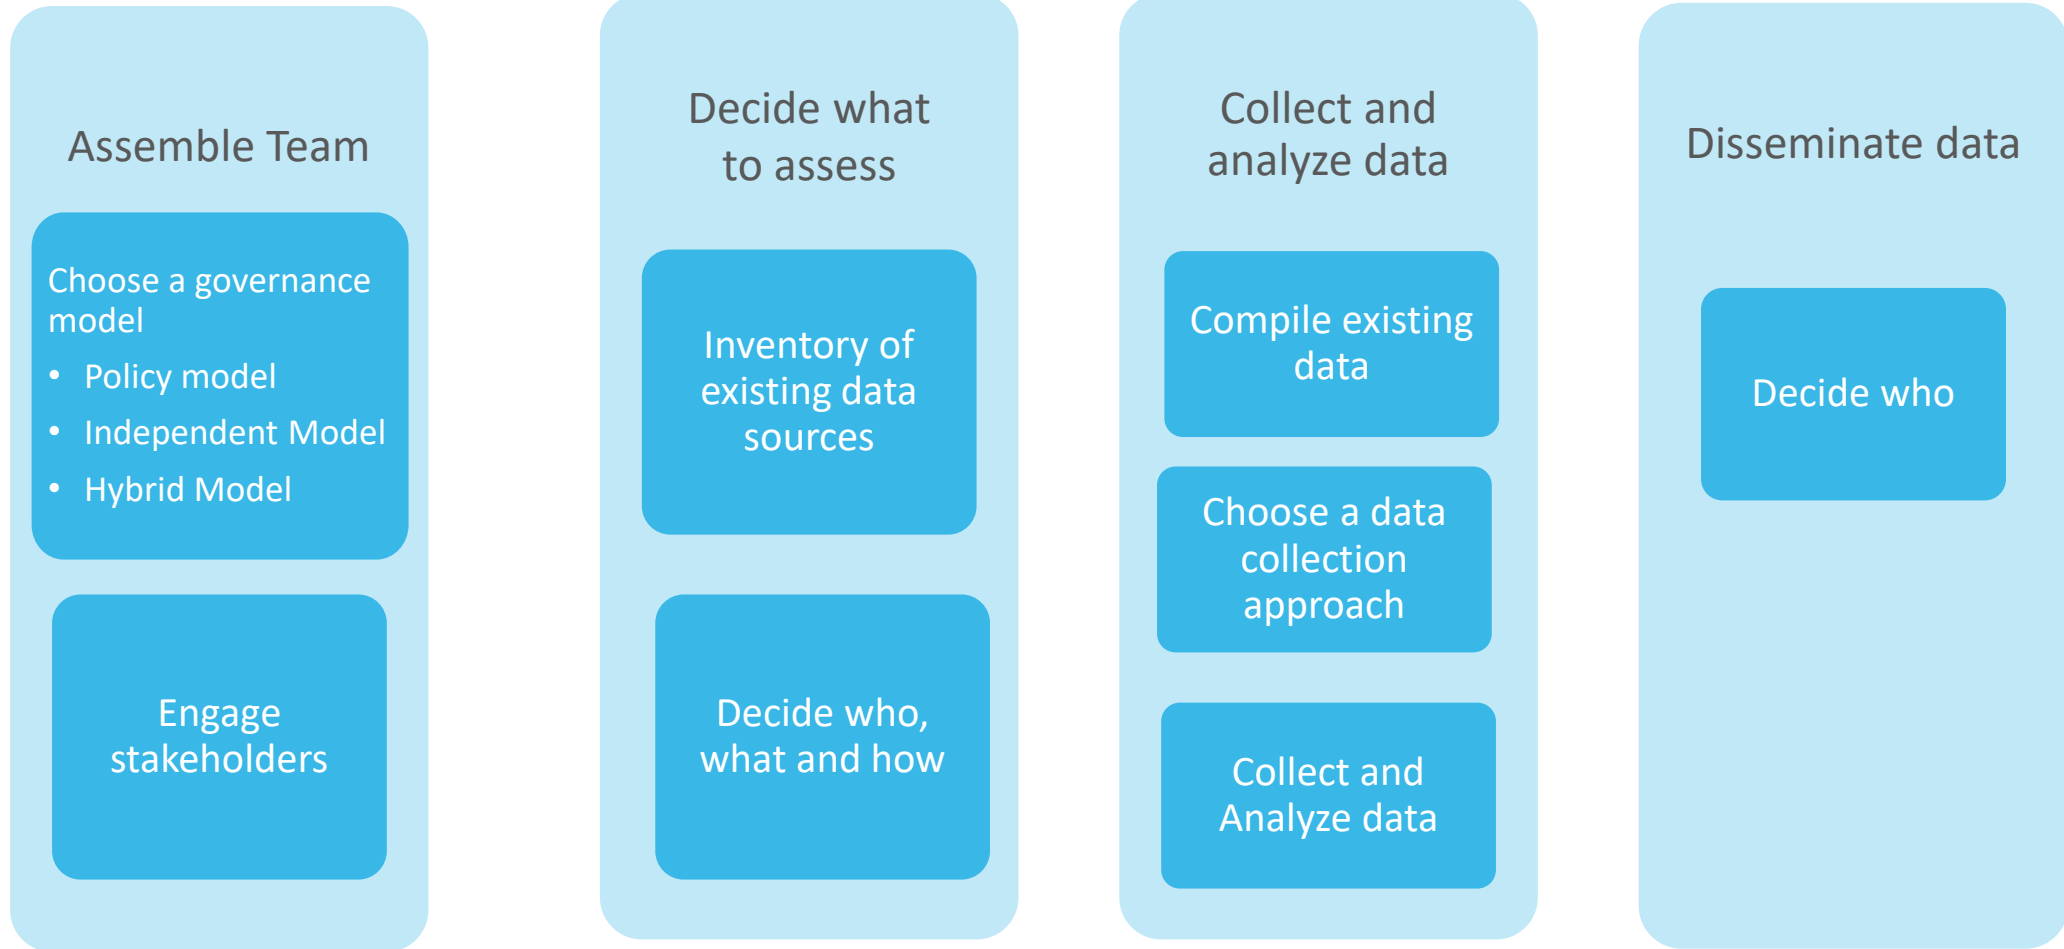 Assemble Team
Choose a governance
model
• Policy model
• Independent Model
• Hybrid Model
Engage
stakeholders
Decide what
to assess
Inventory of
existing data
sources
Decide who,
what and how
Collect and
analyze data
Compile existing
data
Choose a data
collection
approach
Collect and
Analyze data
Disseminate data
Decide who